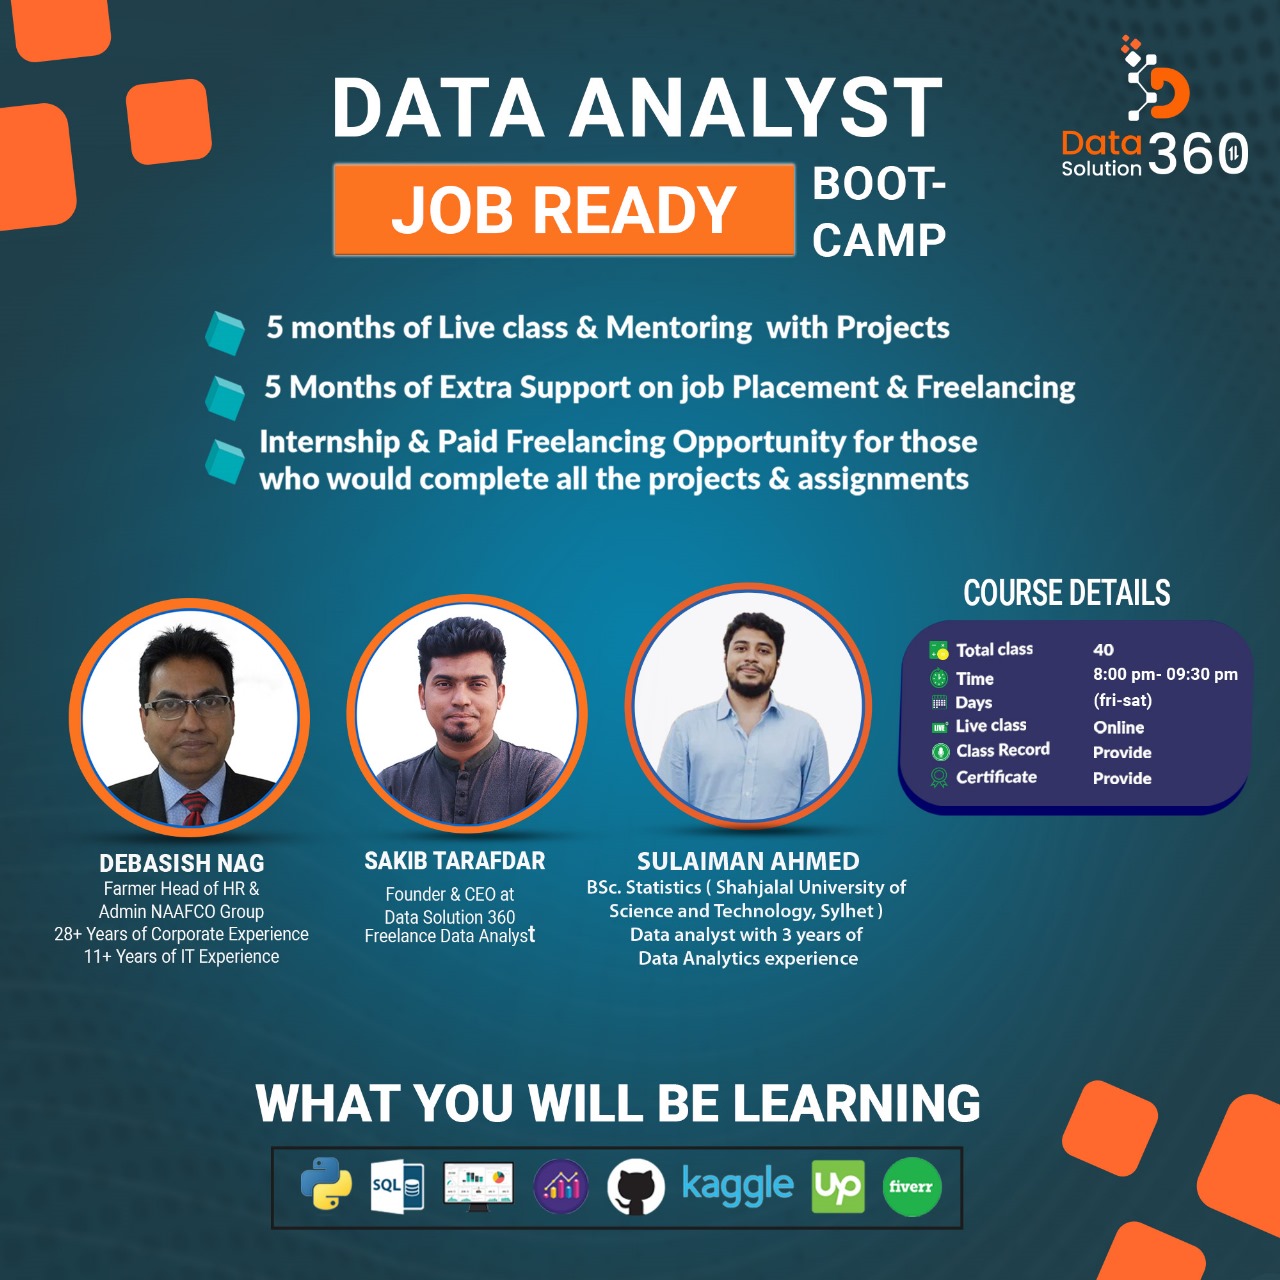 DATA ANALYST
JOB READY
BOOT-
CAMP
Data
Solution 360
5 months of Live class & Mentoring with Projects
5 Months of Extra Support on job Placement & Freelancing
Internship & Paid Freelancing Opportunity for those
who would complete all the projects & assignments
DEBASISH NAG
Farmer Head of HR &
Admin NAAFCO Group
28+ Years of Corporate Experience
11+ Years of IT Experience
SAKIB TARAFDAR
Founder & CEO at
Data Solution 360
Freelance Data Analyst
SULAIMAN AHMED
BSc. Statistics ( Shahjalal University of
Science and Technology, Sylhet )
Data analyst with 3 years of
Data Analytics experience
COURSE DETAILS
Total class 40
Time 8:00 pm- 09:30 pm
Days (fri-sat)
Live class Online
Class Record Provide
Certificate Provide
WHAT YOU WILL BE LEARNING
SQL
kaggle
Up
fiverr